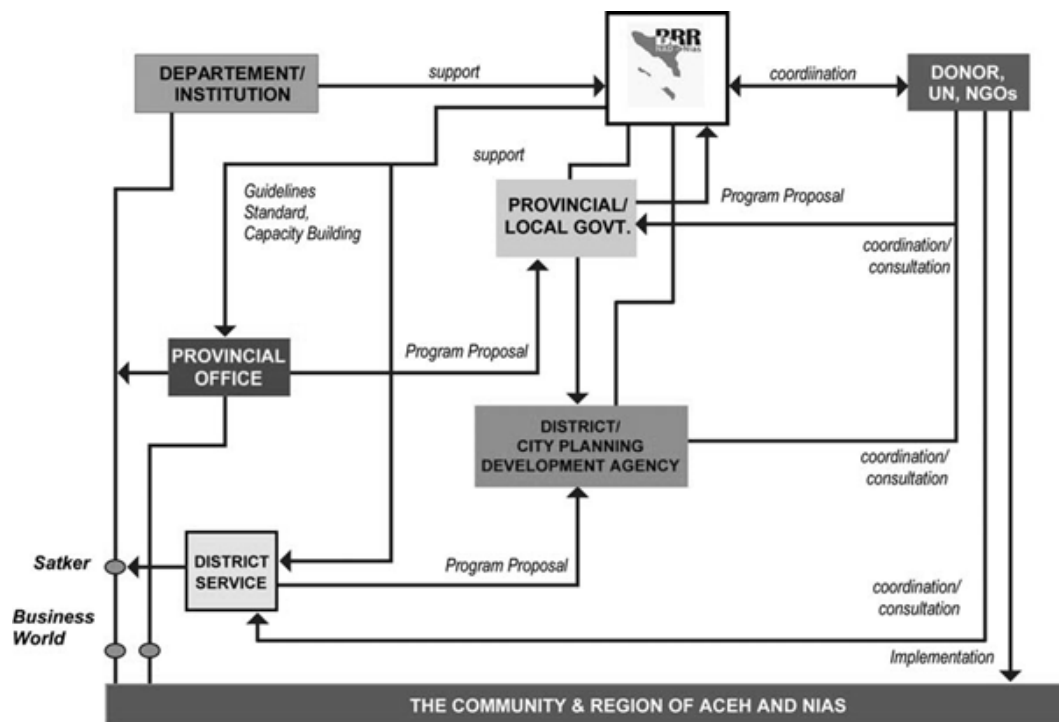 BRR
NAD - Nias
DEPARTEMENT/
INSTITUTION
support
coordiination
DONOR,
UN, NGOs
support
Guidelines
Standard,
Capacity Building
PROVINCIAL/
LOCAL GOVT.
Program Proposal
coordination/
consultation
PROVINCIAL
OFFICE
Program Proposal
DISTRICT/
CITY PLANNING
DEVELOPMENT AGENCY
coordination/
consultation
Satker
DISTRICT
SERVICE
Program Proposal
coordination/
consultation
Business
World
Implementation
THE COMMUNITY & REGION OF ACEH AND NIAS